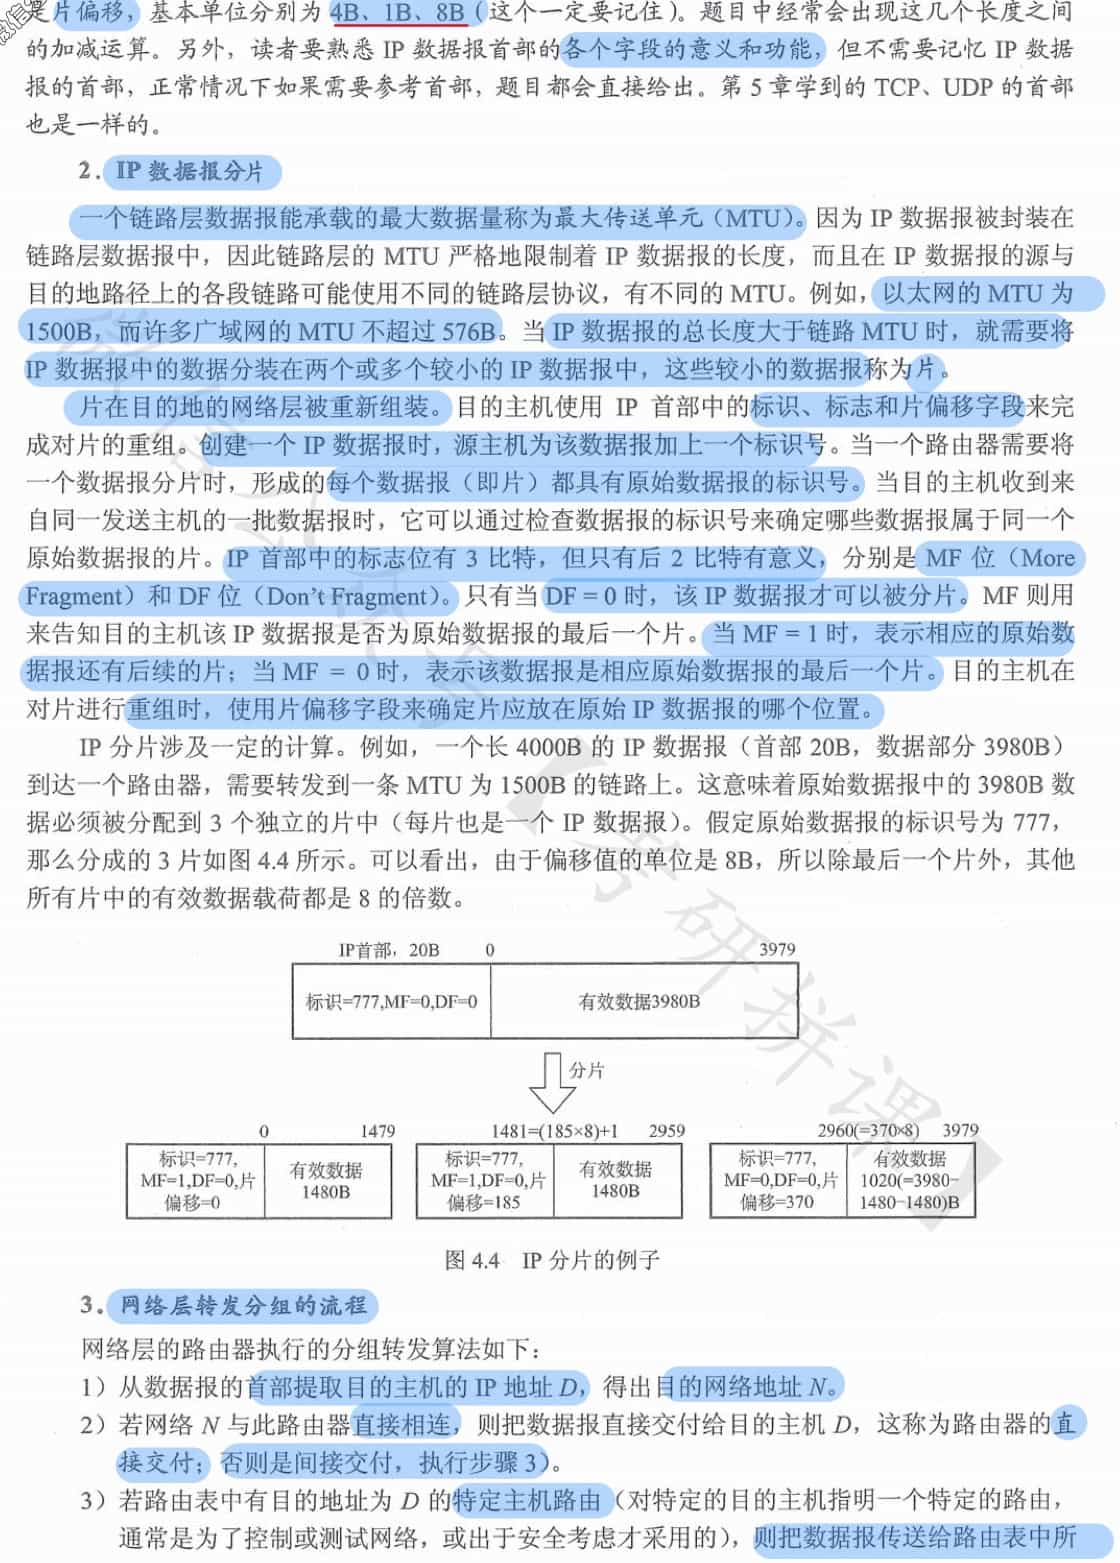 是片偏移，基本单位分别为 4B、1B、8B（这个一定要记住）。题目中经常会出现这几个长度之间
的加减运算。另外，读者要熟悉 IP 数据报首部的各个字段的意义和功能，但不需要记忆 IP 数据
报的首部，正常情况下如果需要参考首部，题目都会直接给出。第 5 章学到的 TCP、UDP 的首部
也是一样的。
2. IP 数据报分片
一个链路层数据报能承载的最大数据量称为最大传送单元（MTU）。因为 IP 数据报被封装在
链路层数据报中，因此链路层的 MTU 严格地限制着 IP 数据报的长度，而且在 IP 数据报的源与
目的地路径上的各段链路可能使用不同的链路层协议，有不同的 MTU。例如，以太网的 MTU 为
1500B，而许多广域网的 MTU 不超过 576B。当 IP 数据报的总长度大于链路 MTU 时，就需要将
IP 数据报中的数据分装在两个或多个较小的 IP 数据报中，这些较小的数据报称为片。
片在目的地的网络层被重新组装。目的主机使用 IP 首部中的标识、标志和片偏移字段来完
成对片的重组。创建一个 IP 数据报时，源主机为该数据报加上一个标识号。当一个路由器需要将
一个数据报分片时，形成的每个数据报（即片）都具有原始数据报的标识号。当目的主机收到来
自同一发送主机的一批数据报时，它可以通过检查数据报的标识号来确定哪些数据报属于同一个
原始数据报的片。IP 首部中的标志位有 3 比特，但只有后 2 比特有意义，分别是 MF 位（More
Fragment）和 DF 位（Don't Fragment）。只有当 DF = 0 时，该 IP 数据报才可以被分片。MF 则用
来告知目的主机该 IP 数据报是否为原始数据报的最后一个片。当 MF = 1 时，表示相应的原始数
据报还有后续的片；当 MF = 0 时，表示该数据报是相应原始数据报的最后一个片。目的主机在
对片进行重组时，使用片偏移字段来确定片应放在原始 IP 数据报的哪个位置。
IP 分片涉及一定的计算。例如，一个长 4000B 的 IP 数据报（首部 20B，数据部分 3980B）
到达一个路由器，需要转发到一条 MTU 为 1500B 的链路上。这意味着原始数据报中的 3980B 数
据必须被分配到 3 个独立的片中（每片也是一个 IP 数据报）。假定原始数据报的标识号为 777，
那么分成的 3 片如图 4.4 所示。可以看出，由于偏移值的单位是 8B，所以除最后一个片外，其他
所有片中的有效数据载荷都是 8 的倍数。
IP首部，20B 0 3979
标识=777,MF=0,DF=0 有效数据3980B
分片
0 1479 1481=(185×8)+1 2959 2960(=370×8) 3979
标识=777, 有效数据 标识=777, 有效数据 标识=777, 有效数据
MF=1,DF=0,片 1480B MF=1,DF=0,片 1480B MF=0,DF=0,片 1020(=3980-
偏移=0 偏移=185 偏移=370 1480-1480)B
图 4.4 IP 分片的例子
3. 网络层转发分组的流程
网络层的路由器执行的分组转发算法如下：
1）从数据报的首部提取目的主机的 IP 地址 D，得出目的网络地址 N。
2）若网络 N 与此路由器直接相连，则把数据报直接交付给目的主机 D，这称为路由器的直
接交付；否则是间接交付，执行步骤 3）。
3）若路由表中有目的地址为 D 的特定主机路由（对特定的目的主机指明一个特定的路由，
通常是为了控制或测试网络，或出于安全考虑才采用的），则把数据报传送给路由表中所